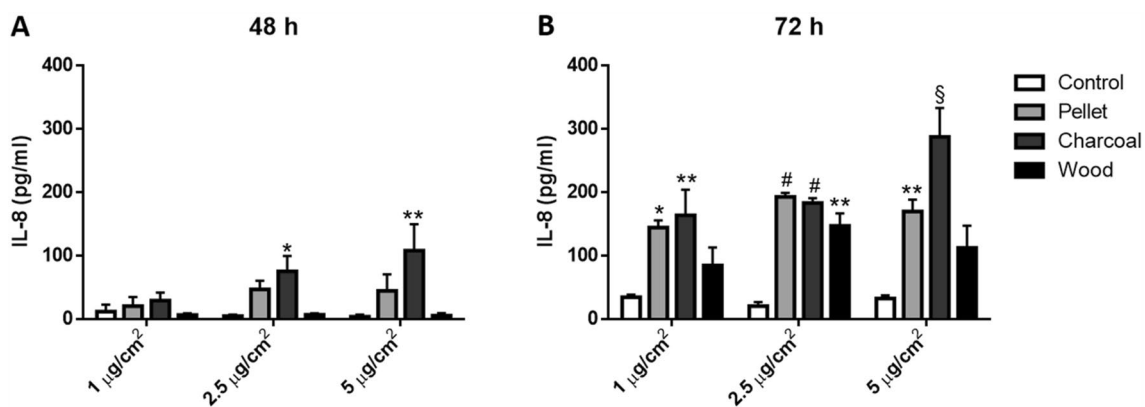 A
48 h
IL-8 (pg/ml)
400
300
200
100
0
*
**
1 µg/cm²
2.5 µg/cm²
5 µg/cm²
B
72 h
IL-8 (pg/ml)
400
300
200
100
0
*
**
#
#
**
**
§
1 µg/cm²
2.5 µg/cm²
5 µg/cm²
Control
Pellet
Charcoal
Wood